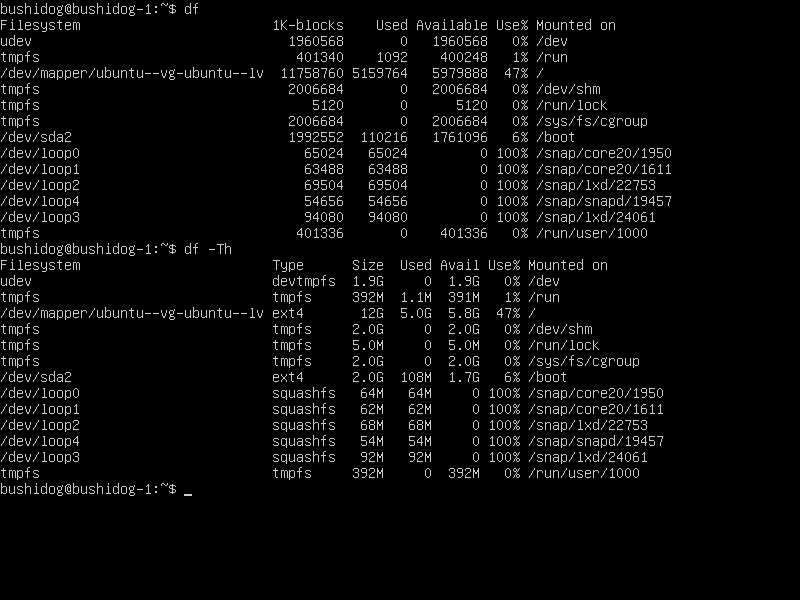 bushidog@bushidog-1:~$ df
Filesystem                        1K-blocks    Used Available Use% Mounted on
udev                                1960568       0   1960568   0% /dev
tmpfs                                401340    1092    400248   1% /run
/dev/mapper/ubuntu--vg-ubuntu--lv  11758760 5159764   5979888  47% /
tmpfs                               2006684       0   2006684   0% /dev/shm
tmpfs                                  5120       0      5120   0% /run/lock
tmpfs                               2006684       0   2006684   0% /sys/fs/cgroup
/dev/sda2                           1992552  110216   1761096   6% /boot
/dev/loop0                            65024   65024         0 100% /snap/core20/1950
/dev/loop1                            63488   63488         0 100% /snap/core20/1611
/dev/loop2                            69504   69504         0 100% /snap/lxd/22753
/dev/loop4                            54656   54656         0 100% /snap/snapd/19457
/dev/loop3                            94080   94080         0 100% /snap/lxd/24061
tmpfs                                401336       0    401336   0% /run/user/1000
bushidog@bushidog-1:~$ df -Th
Filesystem                        Type      Size  Used Avail Use% Mounted on
udev                              devtmpfs  1.9G     0  1.9G   0% /dev
tmpfs                             tmpfs     392M  1.1M  391M   1% /run
/dev/mapper/ubuntu--vg-ubuntu--lv ext4       12G  5.0G  5.8G  47% /
tmpfs                             tmpfs     2.0G     0  2.0G   0% /dev/shm
tmpfs                             tmpfs     5.0M     0  5.0M   0% /run/lock
tmpfs                             tmpfs     2.0G     0  2.0G   0% /sys/fs/cgroup
/dev/sda2                         ext4      2.0G  108M  1.7G   6% /boot
/dev/loop0                        squashfs   64M   64M     0 100% /snap/core20/1950
/dev/loop1                        squashfs   62M   62M     0 100% /snap/core20/1611
/dev/loop2                        squashfs   68M   68M     0 100% /snap/lxd/22753
/dev/loop4                        squashfs   54M   54M     0 100% /snap/snapd/19457
/dev/loop3                        squashfs   92M   92M     0 100% /snap/lxd/24061
tmpfs                             tmpfs     392M     0  392M   0% /run/user/1000
bushidog@bushidog-1:~$ _